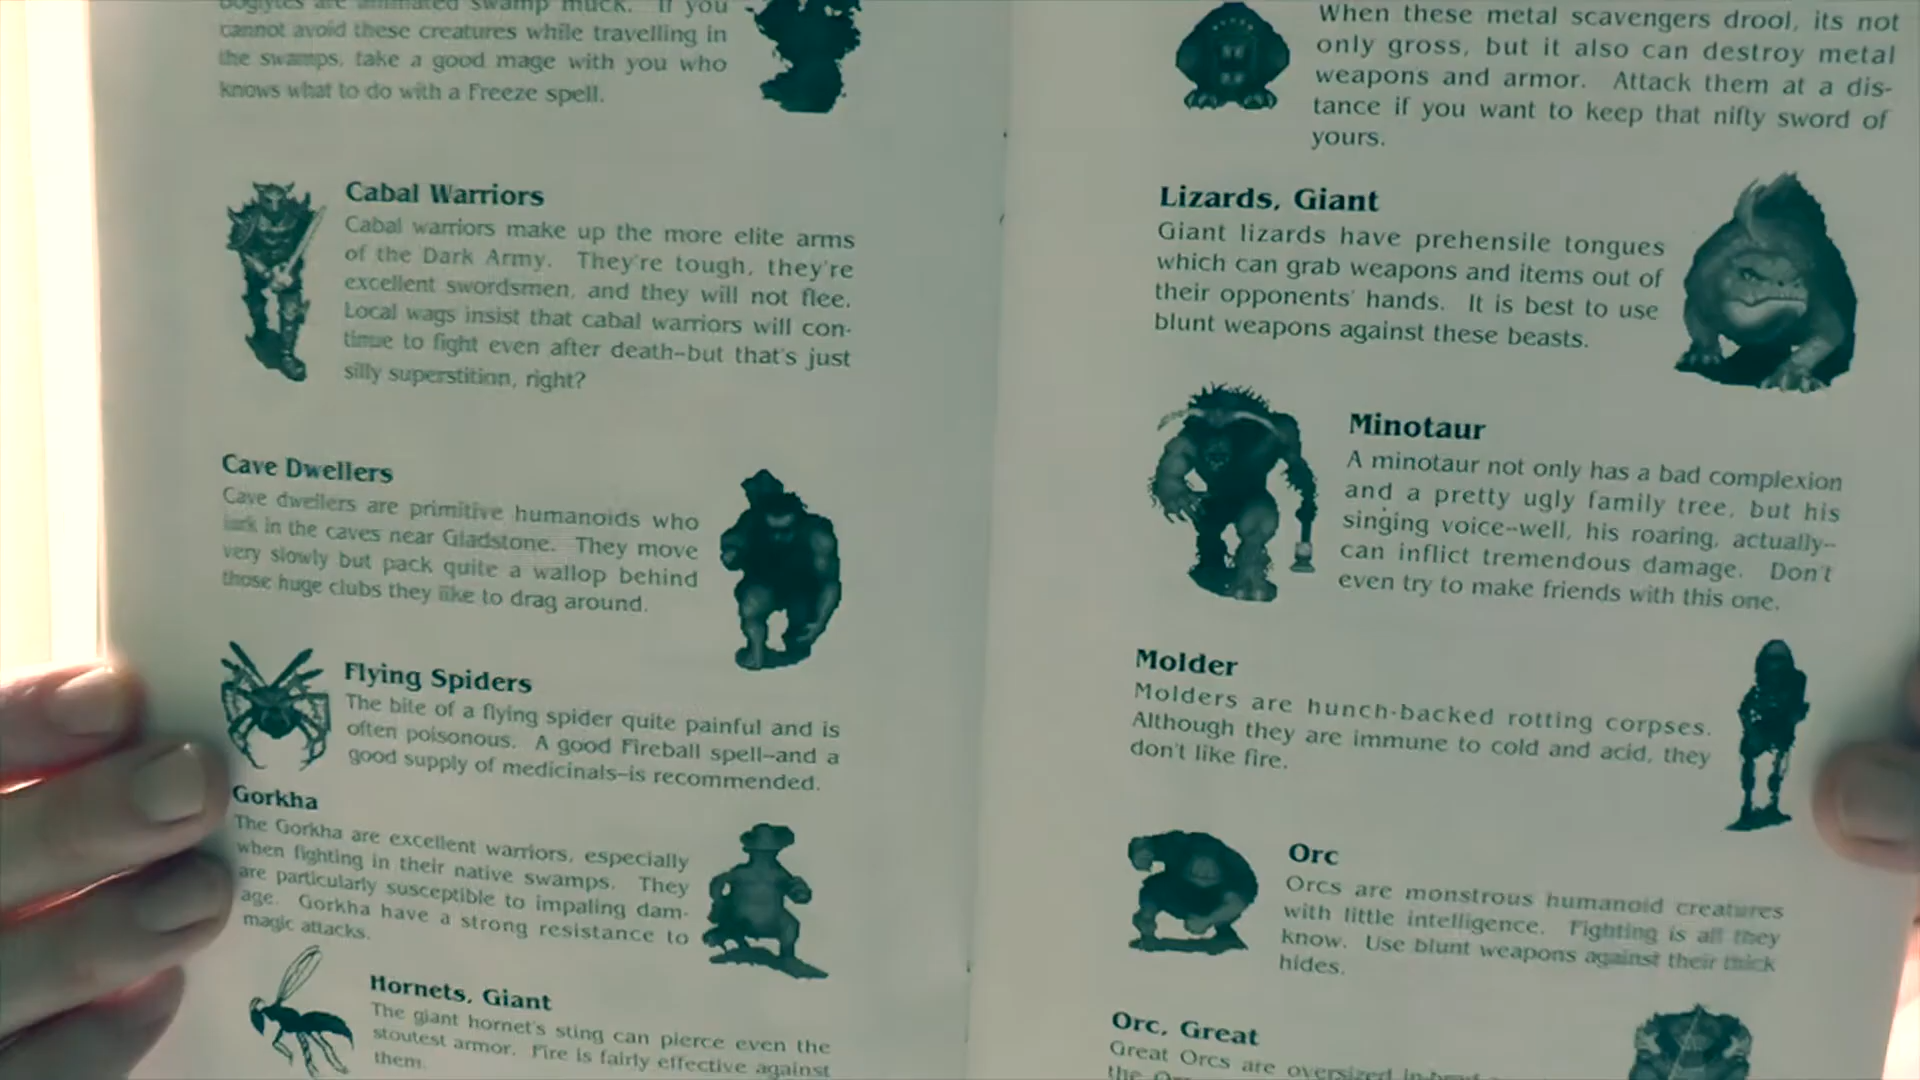 Boglytes are animated swamp muck. If you
cannot avoid these creatures while travelling in
the swamps, take a good mage with you who
knows what to do with a Freeze spell.
Cabal Warriors
Cabal warriors make up the more elite arms
of the Dark Army. They're tough, they're
excellent swordsmen, and they will not flee.
Local wags insist that cabal warriors will con-
tinue to fight even after death–but that's just
silly superstition, right?
Cave Dwellers
Cave dwellers are primitive humanoids who
lurk in the caves near Gladstone. They move
very slowly but pack quite a wallop behind
those huge clubs they like to drag around.
Flying Spiders
The bite of a flying spider quite painful and is
often poisonous. A good Fireball spell–and a
good supply of medicinals–is recommended.
Gorkha
The Gorkha are excellent warriors, especially
when fighting in their native swamps. They
are particularly susceptible to impaling dam-
age. Gorkha have a strong resistance to
magic attacks.
Hornets, Giant
The giant hornet's sting can pierce even the
stoutest armor. Fire is fairly effective against
them.
When these metal scavengers drool, its not
only gross, but it also can destroy metal
weapons and armor. Attack them at a dis-
tance if you want to keep that nifty sword of
yours.
Lizards, Giant
Giant lizards have prehensile tongues
which can grab weapons and items out of
their opponents' hands. It is best to use
blunt weapons against these beasts.
Minotaur
A minotaur not only has a bad complexion
and a pretty ugly family tree, but his
singing voice–well, his roaring, actually–
can inflict tremendous damage. Don't
even try to make friends with this one.
Molder
Molders are hunch-backed rotting corpses.
Although they are immune to cold and acid, they
don't like fire.
Orc
Orcs are monstrous humanoid creatures
with little intelligence. Fighting is all they
know. Use blunt weapons against their thick
hides.
Orc, Great
Great Orcs are oversized
the